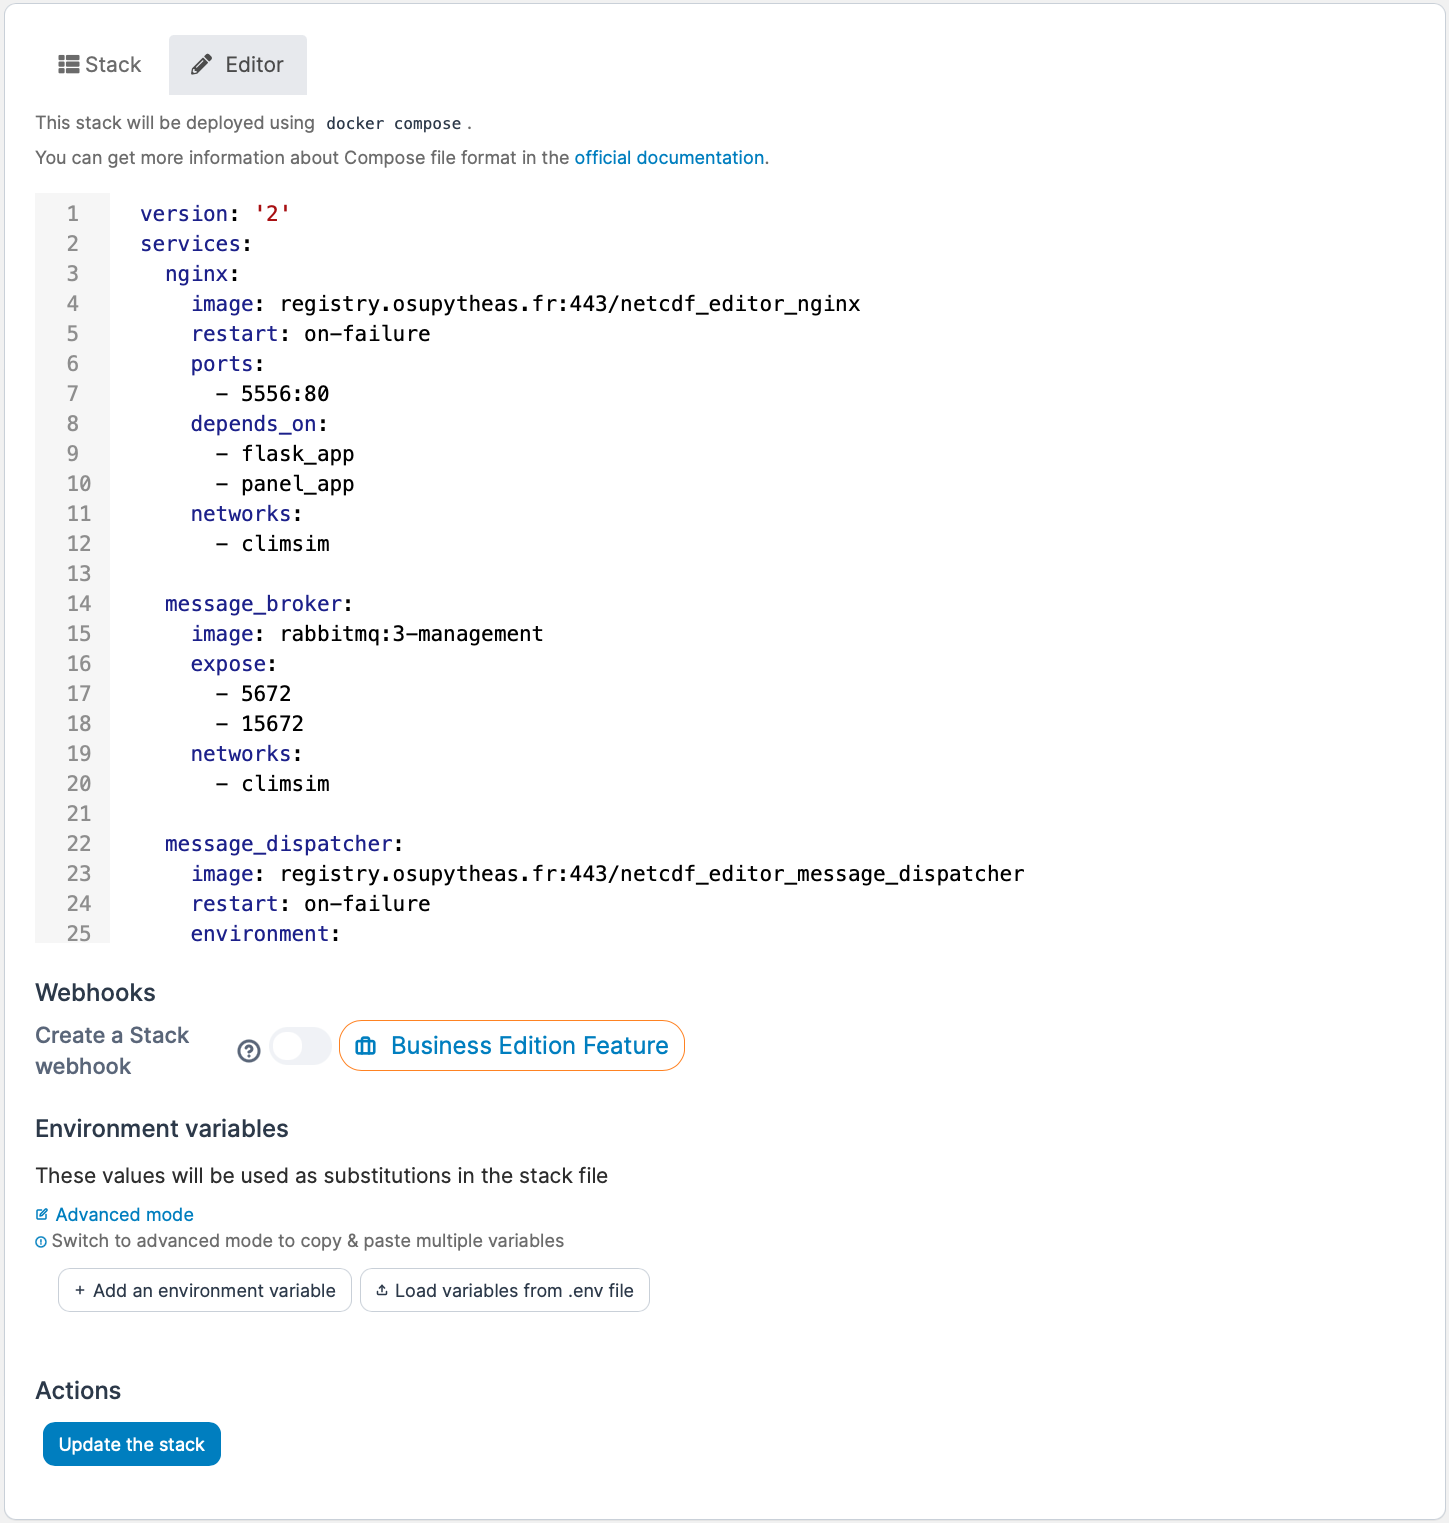 Stack Editor
This stack will be deployed using docker compose .
You can get more information about Compose file format in the official documentation.
1 version: '2'
2 services:
3 nginx:
4 image: registry.osupytheas.fr:443/netcdf_editor_nginx
5 restart: on-failure
6 ports:
7 - 5556:80
8 depends_on:
9 - flask_app
10 - panel_app
11 networks:
12 - climsim
13
14 message_broker:
15 image: rabbitmq:3-management
16 expose:
17 - 5672
18 - 15672
19 networks:
20 - climsim
21
22 message_dispatcher:
23 image: registry.osupytheas.fr:443/netcdf_editor_message_dispatcher
24 restart: on-failure
25 environment:
Webhooks
Create a Stack
webhook
Business Edition Feature
Environment variables
These values will be used as substitutions in the stack file
Advanced mode
Switch to advanced mode to copy & paste multiple variables
+ Add an environment variable Load variables from .env file
Actions
Update the stack